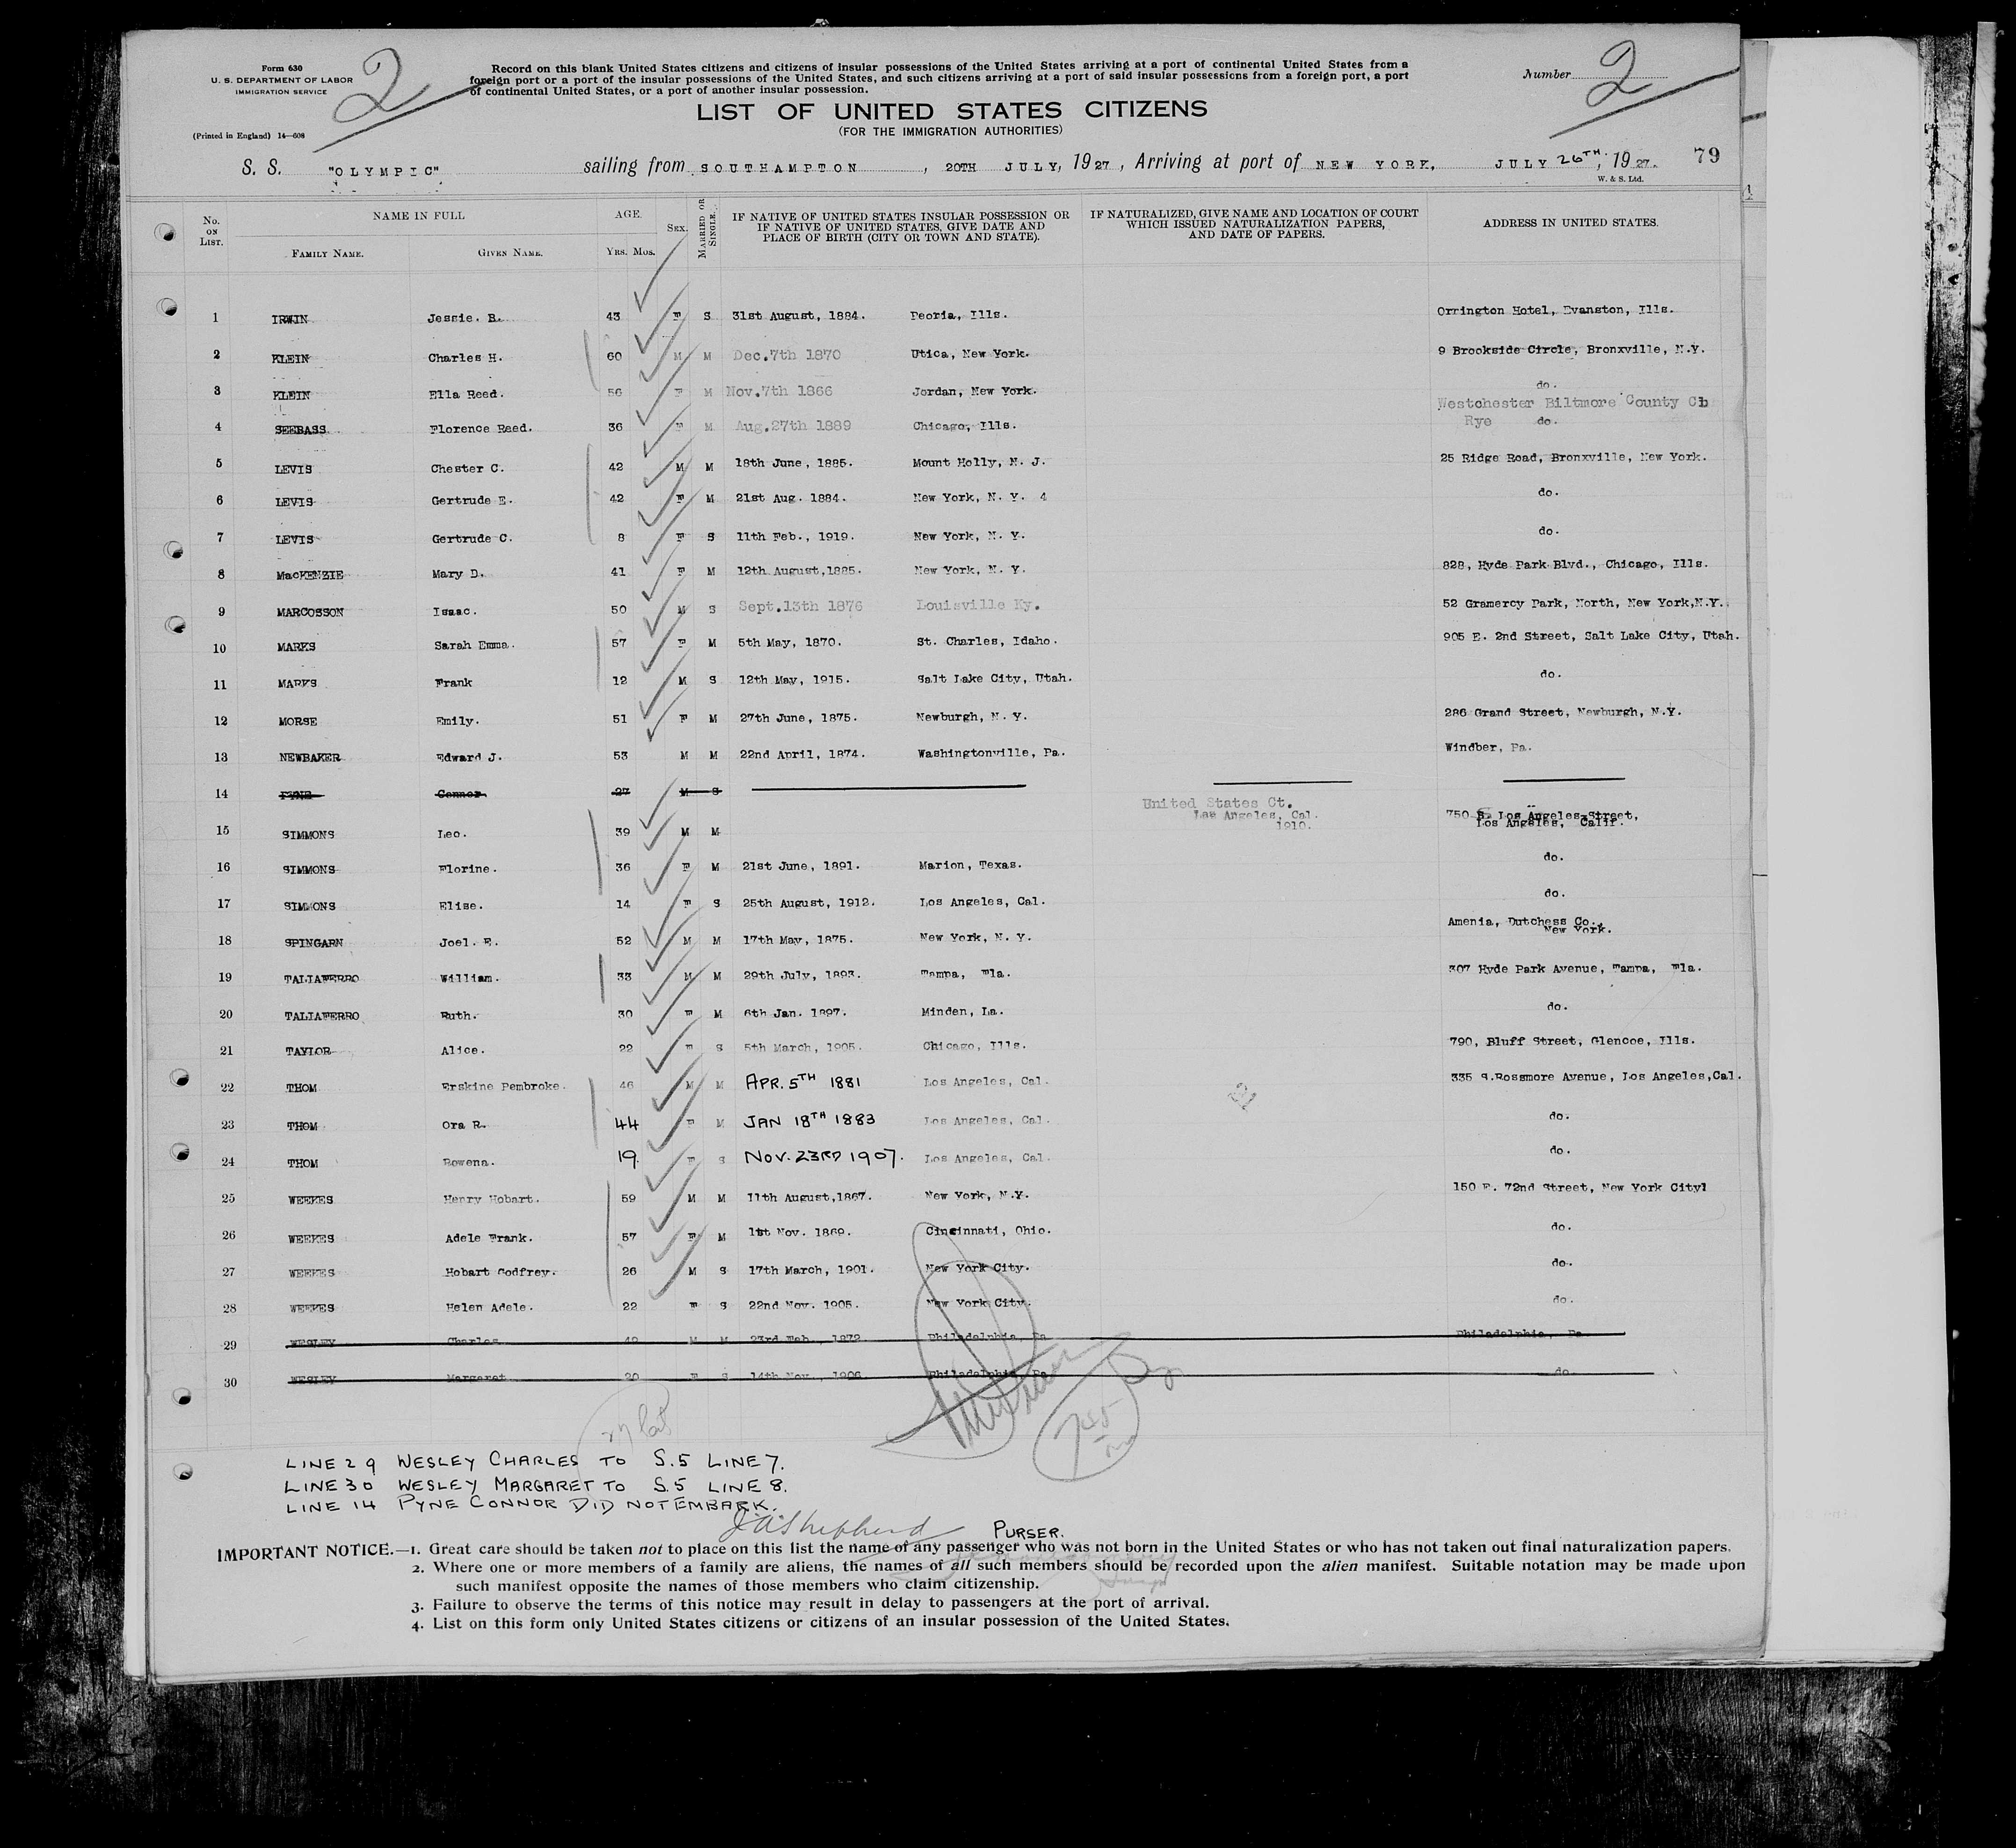 Form 630
U. S. DEPARTMENT OF LABOR
IMMIGRATION SERVICE
(Printed in England) 14—608
2
Record on this blank United States citizens and citizens of insular possessions of the United States arriving at a port of continental United States from a
foreign port or a port of the insular possessions of the United States, and such citizens arriving at a port of said insular possessions from a foreign port, a port
of continental United States, or a port of another insular possession.
Number 2
LIST OF UNITED STATES CITIZENS
(FOR THE IMMIGRATION AUTHORITIES)
S. S. "OLYMPIC" sailing from SOUTHAMPTON, 20TH JULY, 1927, Arriving at port of NEW YORK, JULY 26TH, 1927. 79
W. & S. Ltd.
No. ON LIST. NAME IN FULL FAMILY NAME. GIVEN NAME. AGE. YRS. MOS. SEX. MARRIED OR SINGLE. IF NATIVE OF UNITED STATES INSULAR POSSESSION OR IF NATIVE OF UNITED STATES, GIVE DATE AND PLACE OF BIRTH (CITY OR TOWN AND STATE). IF NATURALIZED, GIVE NAME AND LOCATION OF COURT WHICH ISSUED NATURALIZATION PAPERS, AND DATE OF PAPERS. ADDRESS IN UNITED STATES.
1 IRWIN Jessie. B. 43 F S 31st August, 1884. Peoria, Ills. Orrington Hotel, Evanston, Ills.
2 KLEIN Charles H. 60 M M Dec.7th 1870 Utica, New York. 9 Brookside Circle, Bronxville, N.Y.
3 KLEIN Ella Reed. 56 F M Nov.7th 1866 Jordan, New York. do.
Westchester Biltmore County Cb
4 SEEBASS Florence Reed. 36 F M Aug.27th 1889 Chicago, Ills. Rye do.
5 LEVIS Chester C. 42 M M 18th June, 1885. Mount Holly, N. J. 25 Ridge Road, Bronxville, New York.
6 LEVIS Gertrude E. 42 F M 21st Aug. 1884. New York, N. Y. 4 do.
7 LEVIS Gertrude C. 8 F S 11th Feb., 1919. New York, N. Y. do.
8 MacKENZIE Mary D. 41 F M 12th August,1885. New York, N. Y. 828, Hyde Park Blvd., Chicago, Ills.
9 MARCOSSON Isaac. 50 M S Sept.13th 1876 Louisville Ky. 52 Gramercy Park, North, New York,N.Y.
10 MARKS Sarah Emma. 57 F M 5th May, 1870. St. Charles, Idaho. 905 E. 2nd Street, Salt Lake City, Utah.
11 MARKS Frank 12 M S 12th May, 1915. Salt Lake City, Utah. do.
12 MORSE Emily. 51 F M 27th June, 1875. Newburgh, N. Y. 286 Grand Street, Newburgh, N.Y.
13 NEWBAKER Edward J. 53 M M 22nd April, 1874. Washingtonville, Pa. Windber, Pa.
14 PYNE Connor 27 M S
15 SIMMONS Leo. 39 M M United States Ct. Los Angeles, Cal. 1910. 750 S. Los Angeles Street, Los Angeles, Calif.
16 SIMMONS Florine. 36 F M 21st June, 1891. Marion, Texas. do.
17 SIMMONS Elise. 14 F S 25th August, 1912. Los Angeles, Cal. do.
18 SPINGARN Joel. E. 52 M M 17th May, 1875. New York, N. Y. Amenia, Dutchess Co., New York.
19 TALIAFERRO William. 33 M M 29th July, 1893. Tampa, Fla. 307 Hyde Park Avenue, Tampa, Fla.
20 TALIAFERRO Ruth. 30 F M 6th Jan. 1897. Minden, La. do.
21 TAYLOR Alice. 22 F S 5th March, 1905. Chicago, Ills. 790, Bluff Street, Glencoe, Ills.
22 THOM Erskine Pembroke. 46 M M APR. 5TH 1881 Los Angeles, Cal. 335 S.Rossmore Avenue, Los Angeles,Cal.
23 THOM Ora R. 44 F M JAN 18TH 1883 Los Angeles, Cal. do.
24 THOM Rowena. 19. F S NOV. 23RD 1907. Los Angeles, Cal. do.
25 WEEKES Henry Hobart. 59 M M 11th August,1867. New York, N.Y. 150 E. 72nd Street, New York City
26 WEEKES Adele Frank. 57 F M 1st Nov. 1869. Cincinnati, Ohio. do.
27 WEEKES Hobart Godfrey. 26 M S 17th March, 1901. New York City. do.
28 WEEKES Helen Adele. 22 F S 22nd Nov. 1905. New York City. do.
29 WESLEY Charles 49 M M 23rd Feb., 1872 Philadelphia, Pa Philadelphia, Pa
30 WESLEY Margaret 20 F S 14th Nov., 1906 Philadelphia, Pa do
LINE 29 WESLEY CHARLES TO S.5 LINE 7.
LINE 30 WESLEY MARGARET TO S.5 LINE 8.
LINE 14 PYNE CONNOR DID NOT EMBARK.
J.A. Shepherd PURSER.
IMPORTANT NOTICE.—1. Great care should be taken not to place on this list the name of any passenger who was not born in the United States or who has not taken out final naturalization papers.
2. Where one or more members of a family are aliens, the names of all such members should be recorded upon the alien manifest. Suitable notation may be made upon
such manifest opposite the names of those members who claim citizenship.
3. Failure to observe the terms of this notice may result in delay to passengers at the port of arrival.
4. List on this form only United States citizens or citizens of an insular possession of the United States.